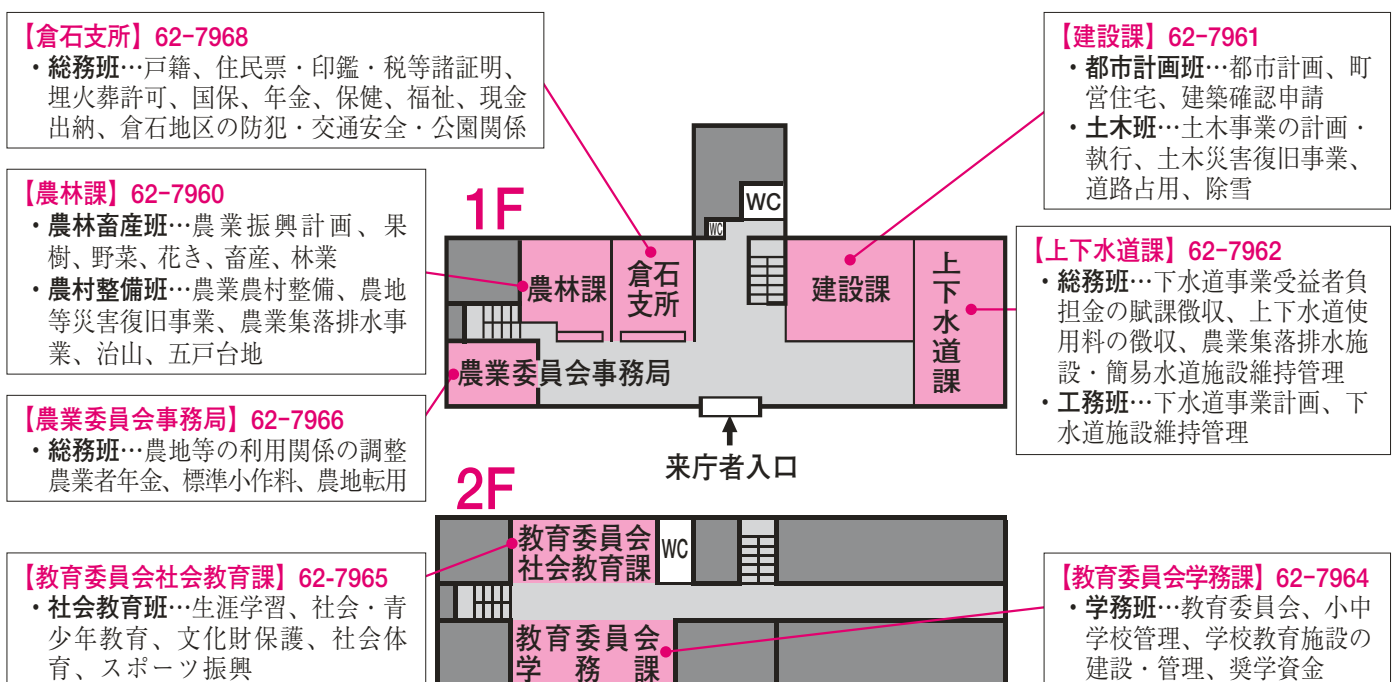 【倉石支所】62-7968
・総務班…戸籍、住民票・印鑑・税等諸証明、
埋火葬許可、国保、年金、保健、福祉、現金
出納、倉石地区の防犯・交通安全・公園関係
【農林課】62-7960
・農林畜産班…農業振興計画、果
樹、野菜、花き、畜産、林業
・農村整備班…農業農村整備、農地
等災害復旧事業、農業集落排水事
業、治山、五戸台地
【農業委員会事務局】62-7966
・総務班…農地等の利用関係の調整
農業者年金、標準小作料、農地転用
1F
WC
WC
農林課
倉石
支所
建設課
上下水道課
農業委員会事務局
来庁者入口
【建設課】62-7961
・都市計画班…都市計画、町
営住宅、建築確認申請
・土木班…土木事業の計画・
執行、土木災害復旧事業、
道路占用、除雪
【上下水道課】62-7962
・総務班…下水道事業受益者負
担金の賦課徴収、上下水道使
用料の徴収、農業集落排水施
設・簡易水道施設維持管理
・工務班…下水道事業計画、下
水道施設維持管理
2F
教育委員会
社会教育課
WC
教育委員会
学務課
【教育委員会社会教育課】62-7965
・社会教育班…生涯学習、社会・青
少年教育、文化財保護、社会体
育、スポーツ振興
【教育委員会学務課】62-7964
・学務班…教育委員会、小中
学校管理、学校教育施設の
建設・管理、奨学資金